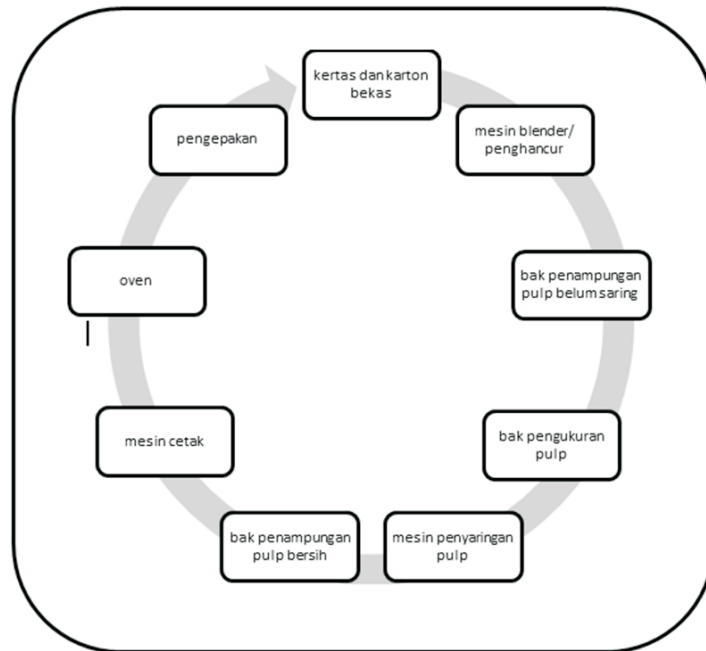 kertas dan karton
bekas
mesin blender/
penghancur
bak penampungan
pulp belum saring
bak pengukuran
pulp
mesin penyaringan
pulp
bak penampungan
pulp bersih
mesin cetak
oven
pengepakan